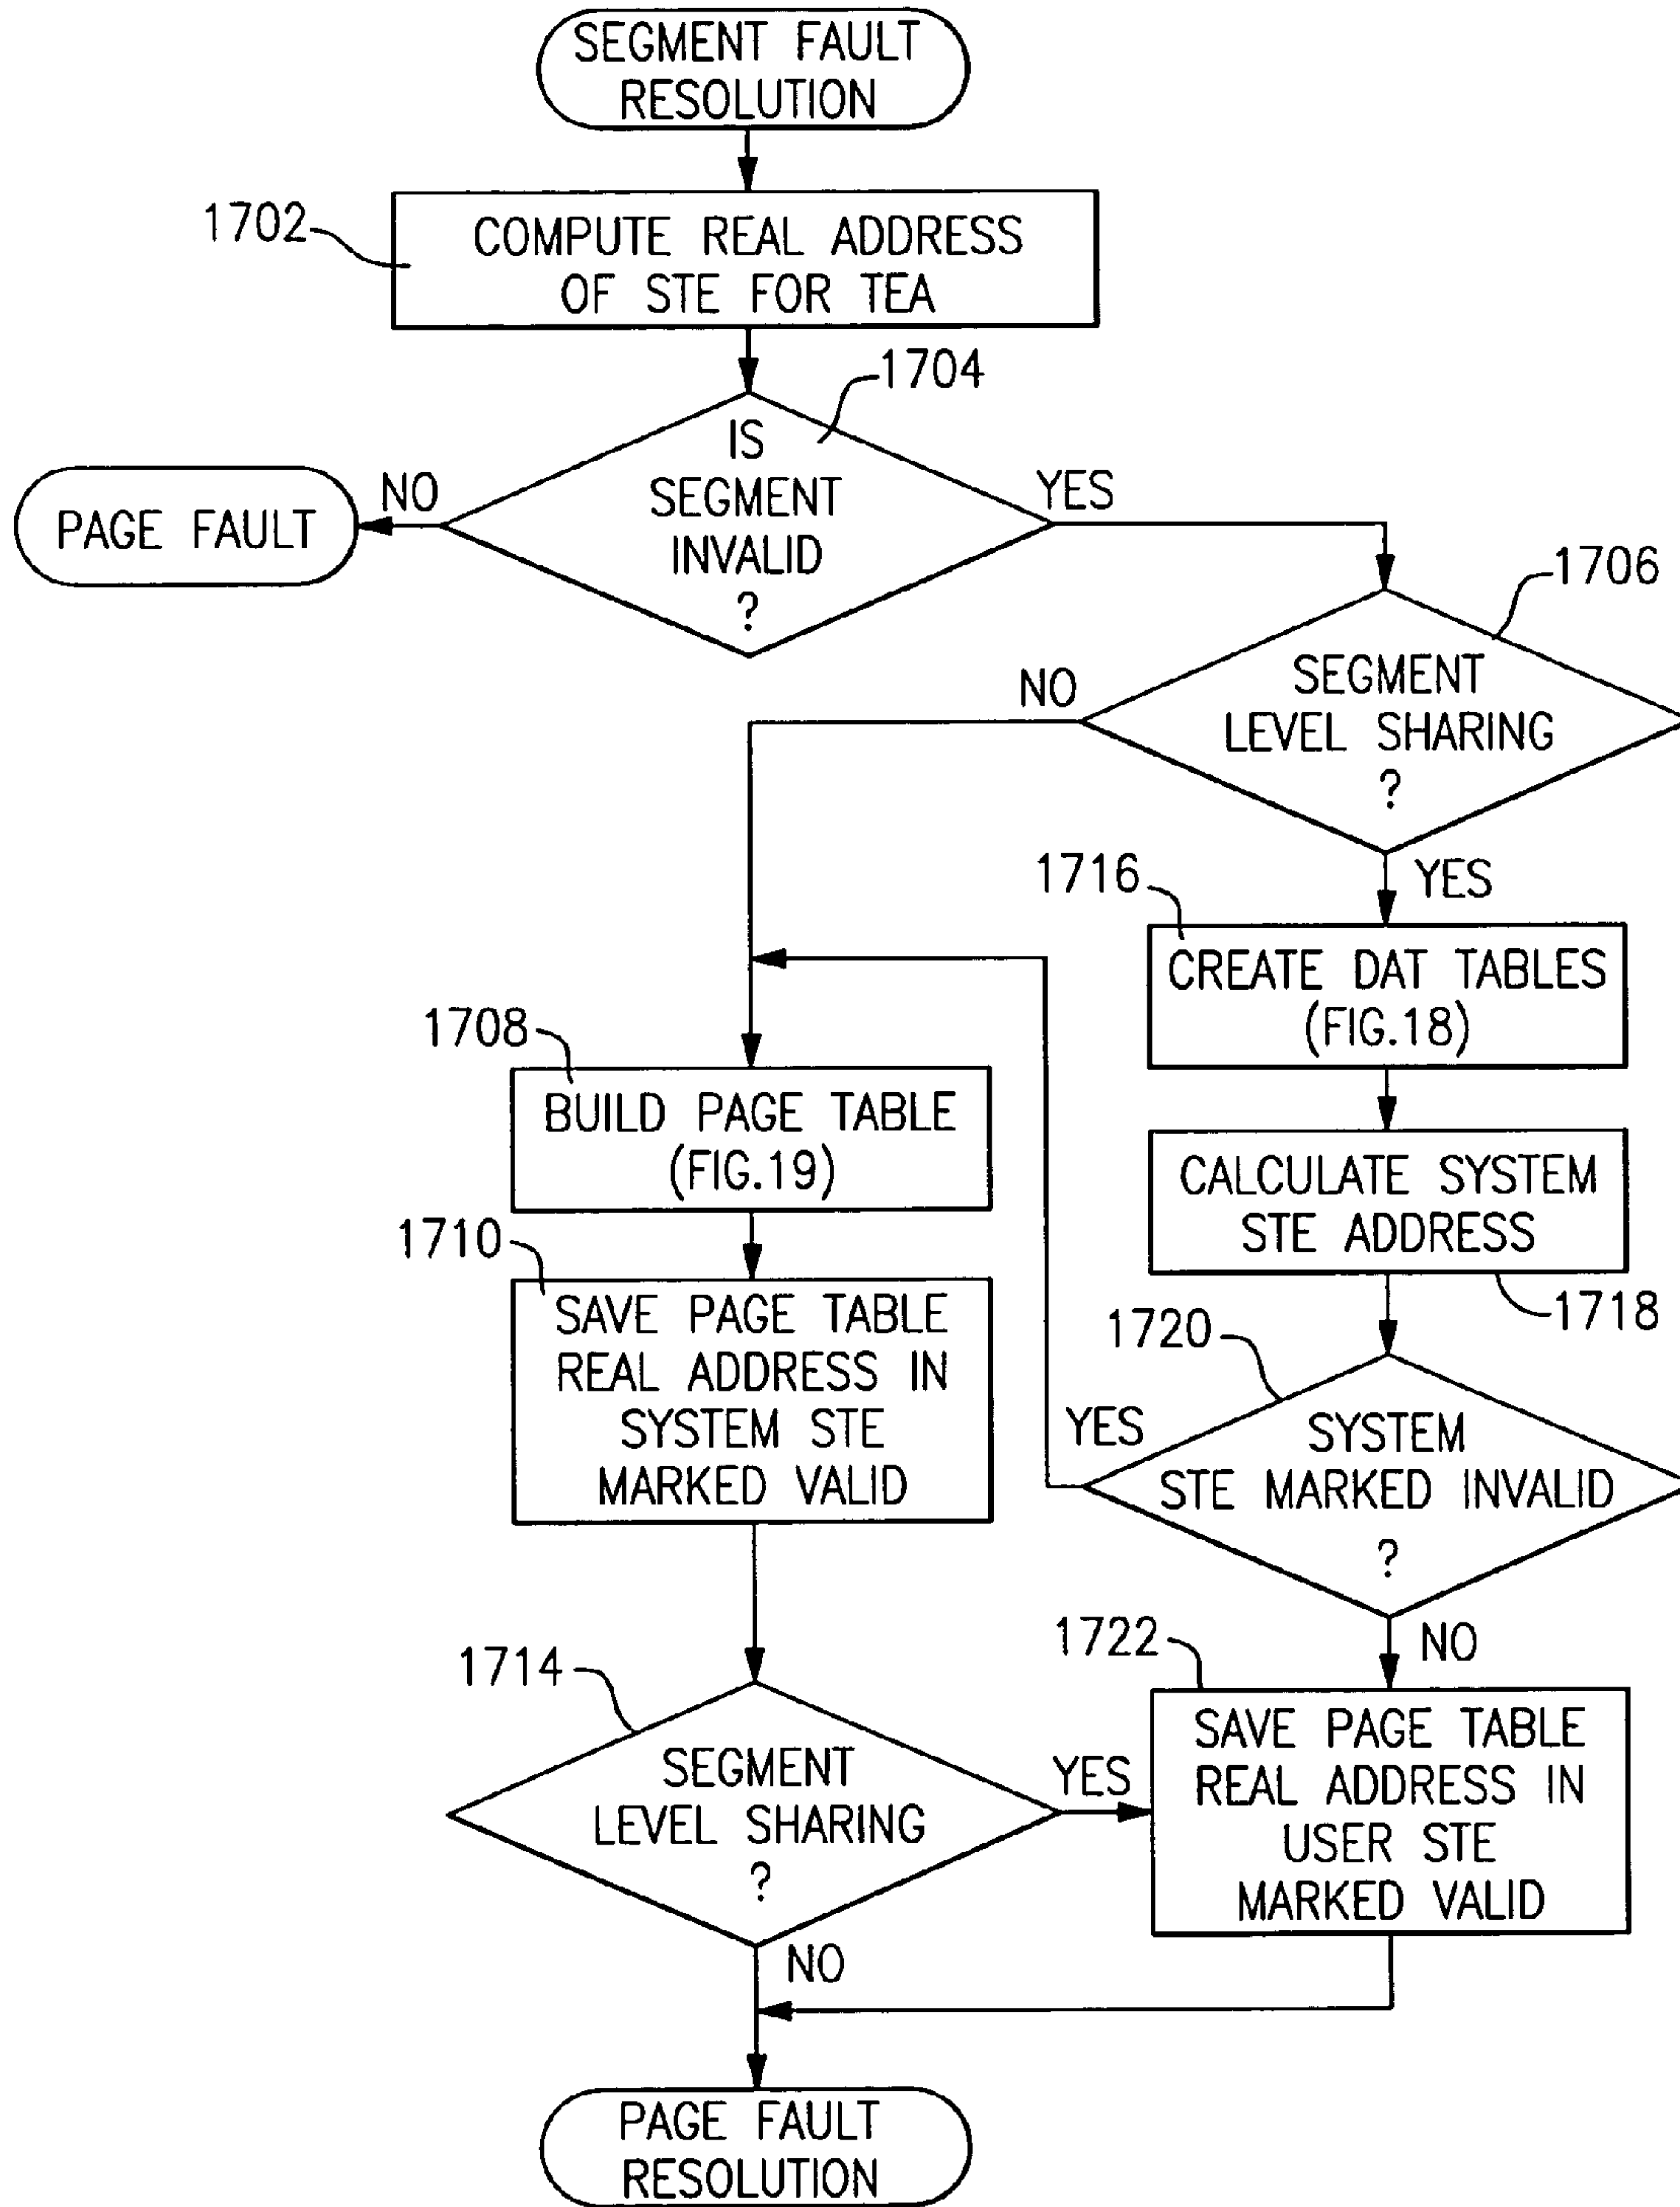 SEGMENT FAULT
RESOLUTION
1702
COMPUTE REAL ADDRESS
OF STE FOR TEA
1704
IS
SEGMENT
INVALID
?
NO
YES
PAGE FAULT
1706
SEGMENT
LEVEL SHARING
?
NO
YES
1716
CREATE DAT TABLES
(FIG.18)
1708
BUILD PAGE TABLE
(FIG.19)
CALCULATE SYSTEM
STE ADDRESS
1718
1710
SAVE PAGE TABLE
REAL ADDRESS IN
SYSTEM STE
MARKED VALID
1720
YES
SYSTEM
STE MARKED INVALID
?
NO
1714
SEGMENT
LEVEL SHARING
?
YES
NO
1722
SAVE PAGE TABLE
REAL ADDRESS IN
USER STE
MARKED VALID
PAGE FAULT
RESOLUTION